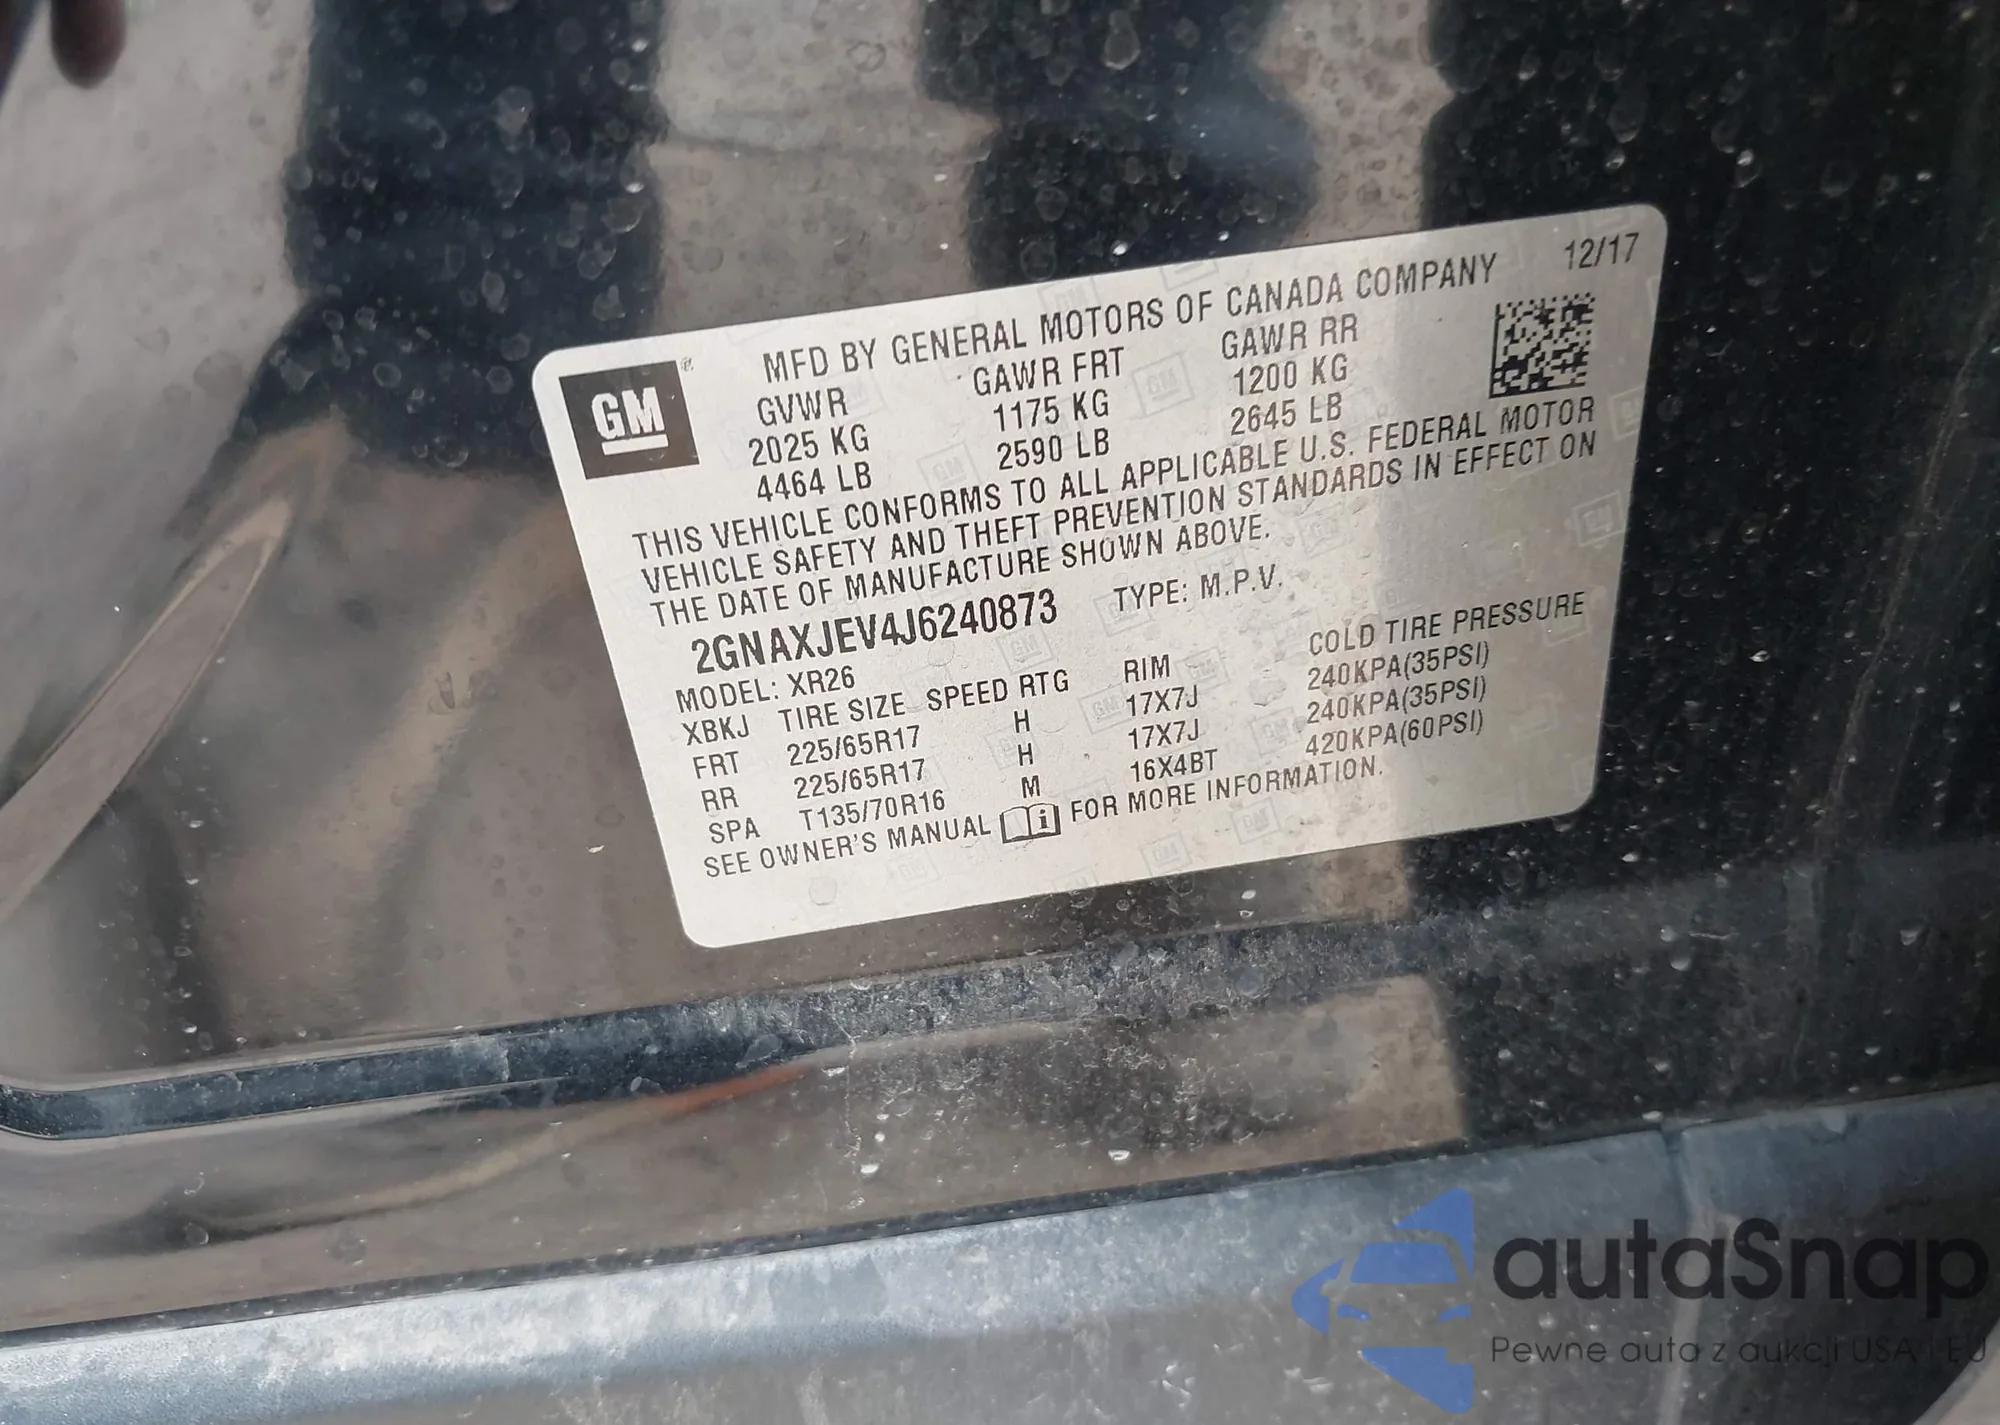 MFD BY GENERAL MOTORS OF CANADA COMPANY 12/17
GM ®
GVWR GAWR FRT GAWR RR
2025 KG 1175 KG 1200 KG
4464 LB 2590 LB 2645 LB
THIS VEHICLE CONFORMS TO ALL APPLICABLE U.S. FEDERAL MOTOR
VEHICLE SAFETY AND THEFT PREVENTION STANDARDS IN EFFECT ON
THE DATE OF MANUFACTURE SHOWN ABOVE.
2GNAXJEV4J6240873 TYPE: M.P.V.
MODEL: XR26
XBKJ TIRE SIZE SPEED RTG RIM COLD TIRE PRESSURE
FRT 225/65R17 H 17X7J 240KPA(35PSI)
RR 225/65R17 H 17X7J 240KPA(35PSI)
SPA T135/70R16 M 16X4BT 420KPA(60PSI)
SEE OWNER'S MANUAL i FOR MORE INFORMATION.
autaSnap
Pewne auta z aukcji USA i EU